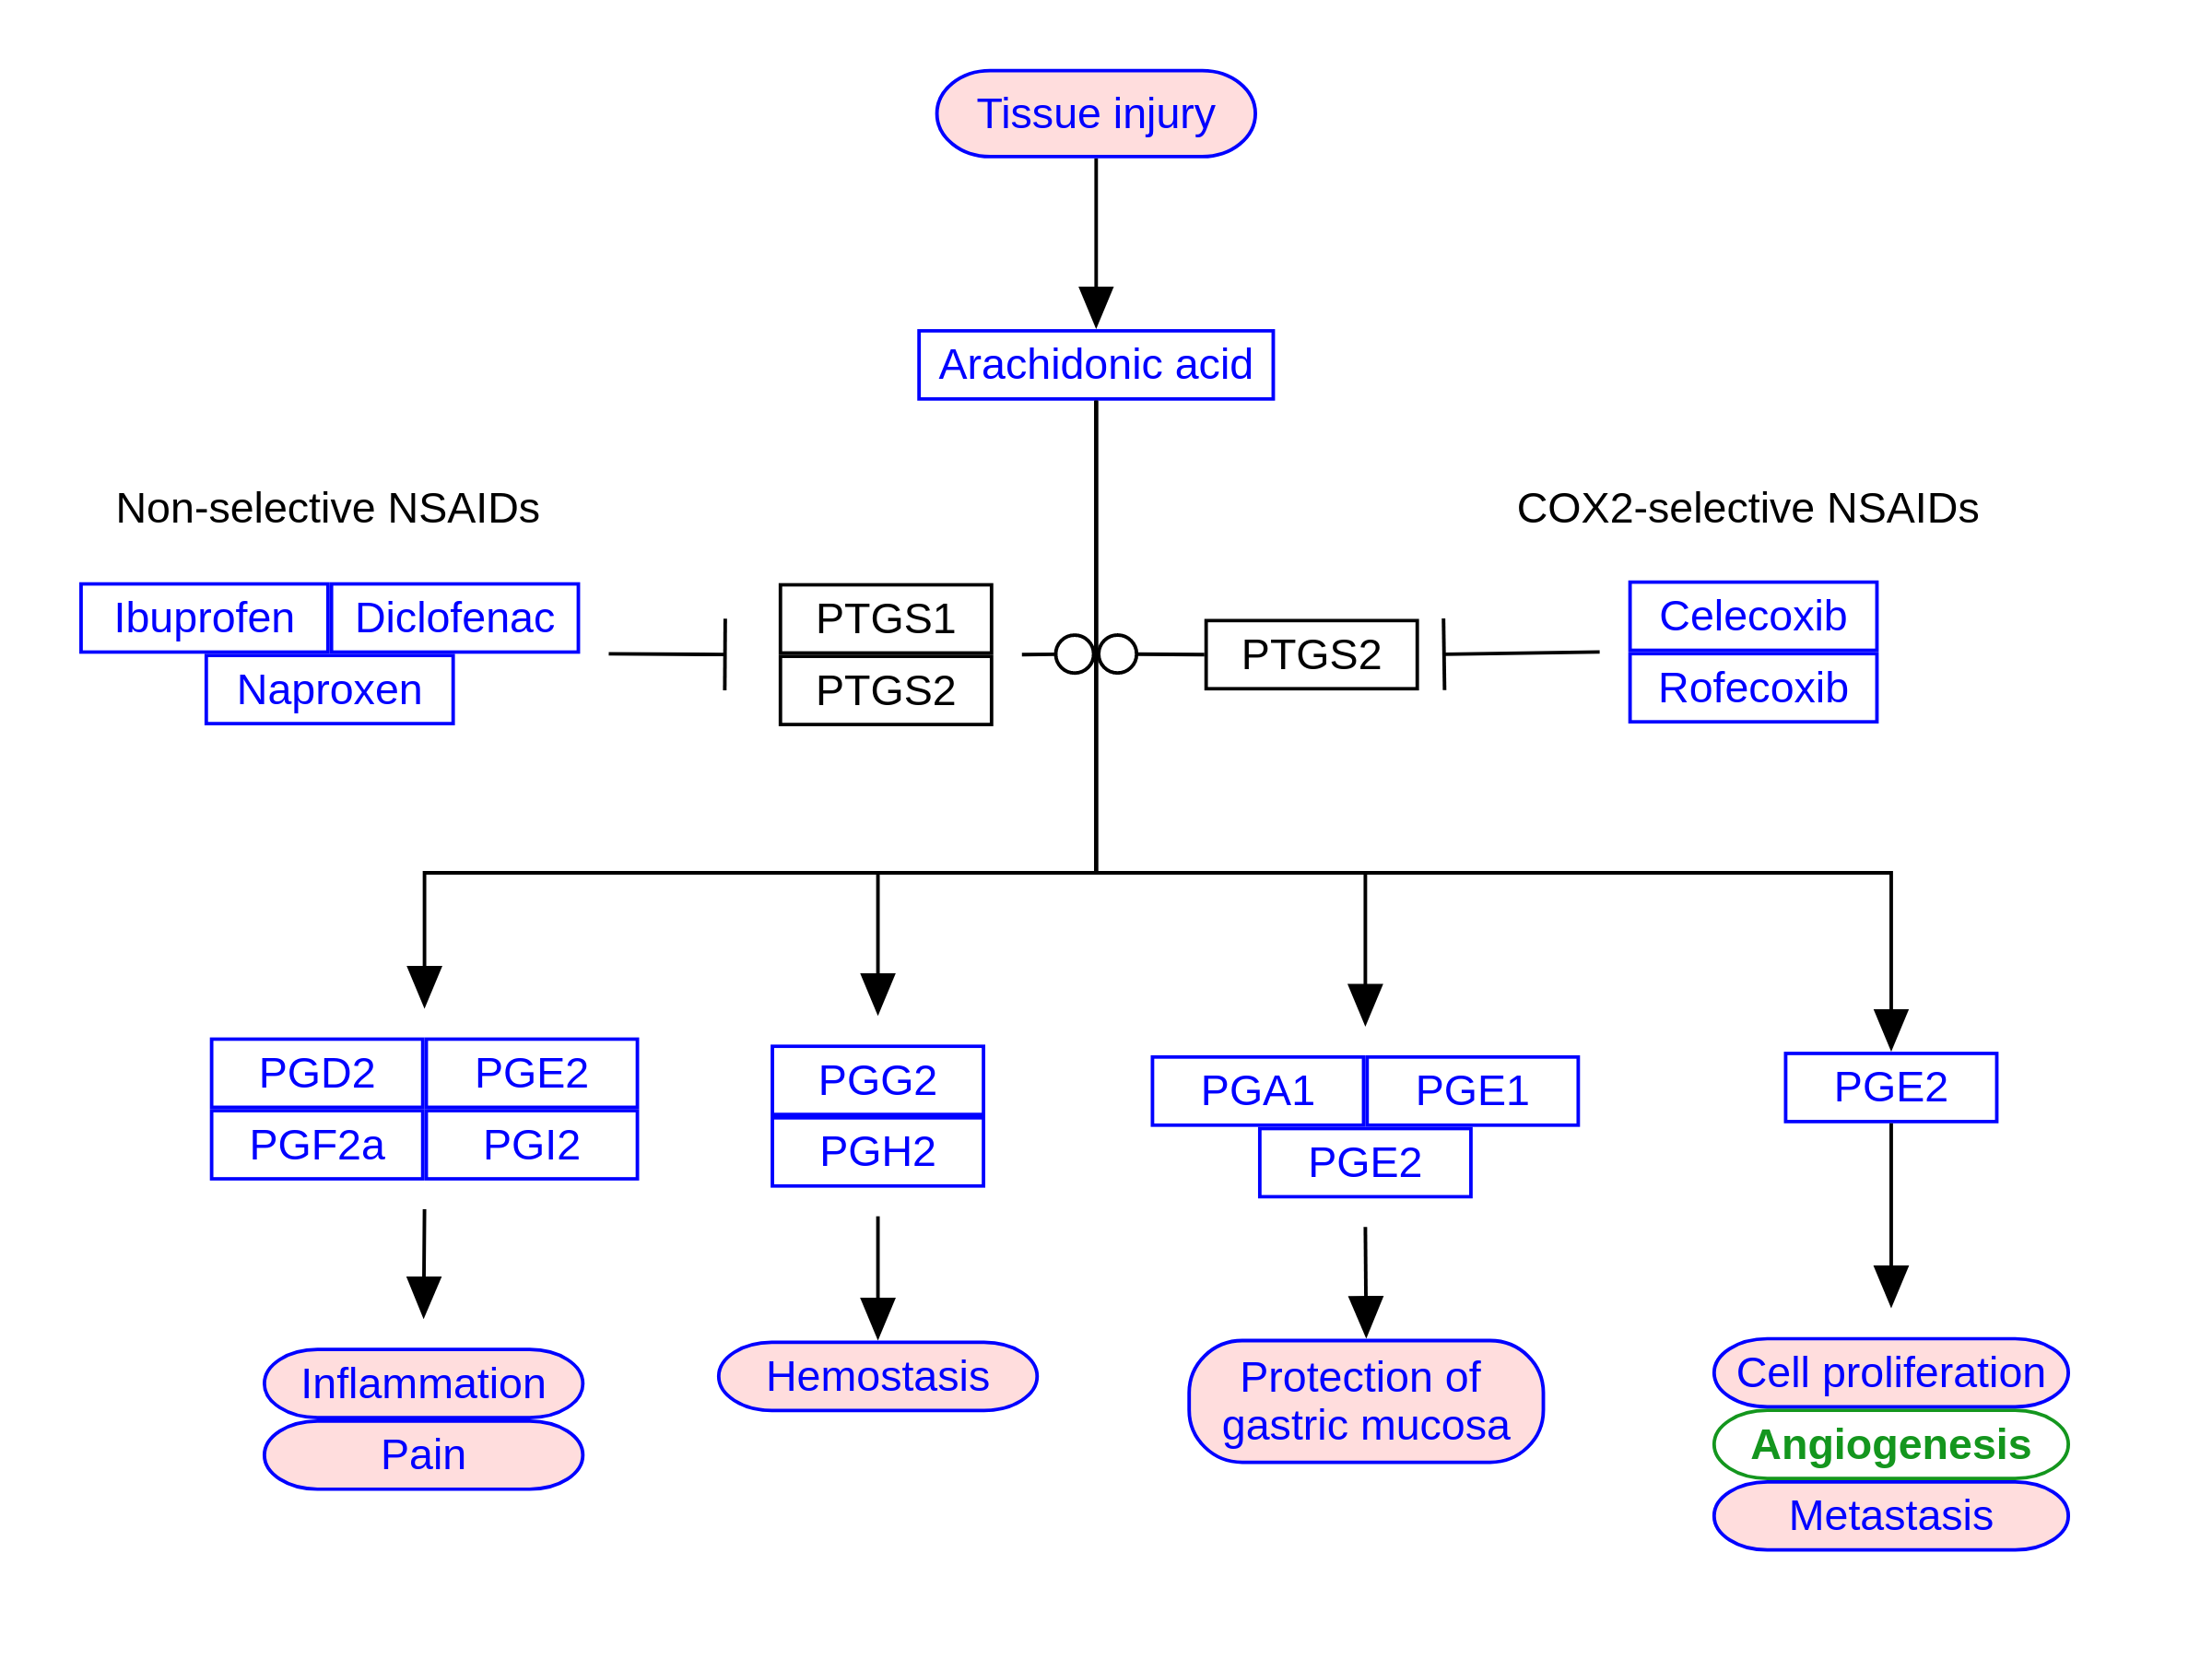 Tissue injury
Arachidonic acid
Non-selective NSAIDs
COX2-selective NSAIDs
Ibuprofen
Diclofenac
Naproxen
PTGS1
PTGS2
PTGS2
Celecoxib
Rofecoxib
PGD2
PGE2
PGF2a
PGI2
PGG2
PGH2
PGA1
PGE1
PGE2
PGE2
Inflammation
Pain
Hemostasis
Protection of
gastric mucosa
Cell proliferation
Angiogenesis
Metastasis